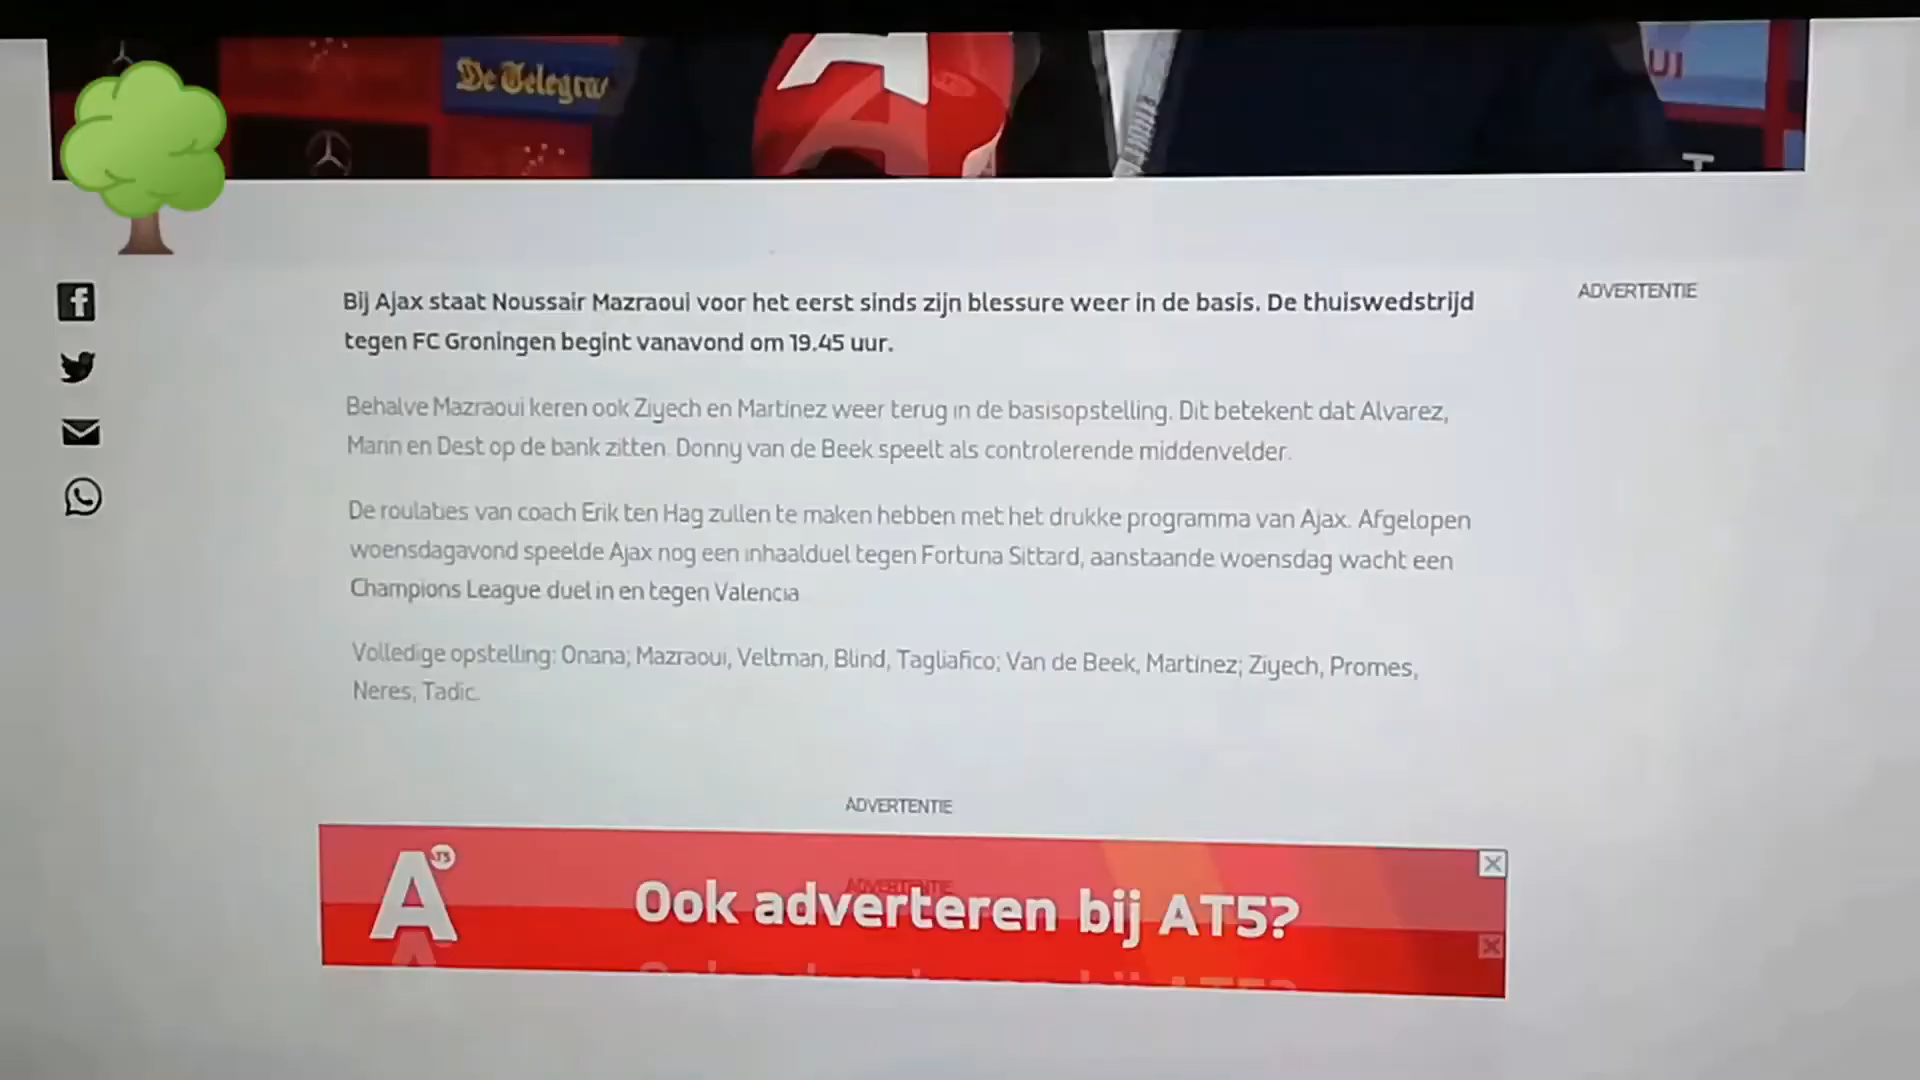 De Telegraaf
UI
Bij Ajax staat Noussair Mazraoui voor het eerst sinds zijn blessure weer in de basis. De thuiswedstrijd
tegen FC Groningen begint vanavond om 19.45 uur.
ADVERTENTIE
Behalve Mazraoui keren ook Ziyech en Martinez weer terug in de basisopstelling. Dit betekent dat Alvarez,
Marin en Dest op de bank zitten. Donny van de Beek speelt als controlerende middenvelder.
De roulaties van coach Erik ten Hag zullen te maken hebben met het drukke programma van Ajax. Afgelopen
woensdagavond speelde Ajax nog een inhaalduel tegen Fortuna Sittard, aanstaande woensdag wacht een
Champions League duel in en tegen Valencia
Volledige opstelling: Onana; Mazraoui, Veltman, Blind, Tagliafico; Van de Beek, Martinez; Ziyech, Promes,
Neres; Tadic.
ADVERTENTIE
A T5
ADVERTENTIE
Ook adverteren bij AT5?